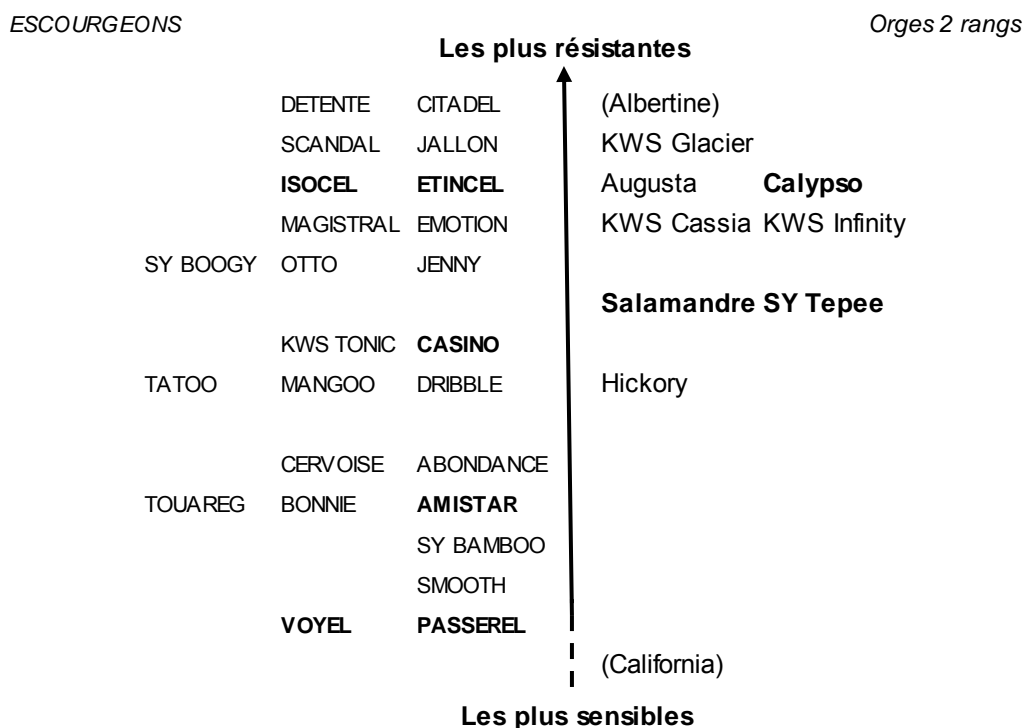 ESCOURGEONS Orges 2 rangs
Les plus résistantes
DETENTE CITADEL (Albertine)
SCANDAL JALLON KWS Glacier
ISOCEL ETINCEL Augusta Calypso
MAGISTRAL EMOTION KWS Cassia KWS Infinity
SY BOOGY OTTO JENNY
Salamandre SY Tepee
KWS TONIC CASINO
TATOO MANGOO DRIBBLE Hickory
CERVOISE ABONDANCE
TOUAREG BONNIE AMISTAR
SY BAMBOO
SMOOTH
VOYEL PASSEREL
(California)
Les plus sensibles